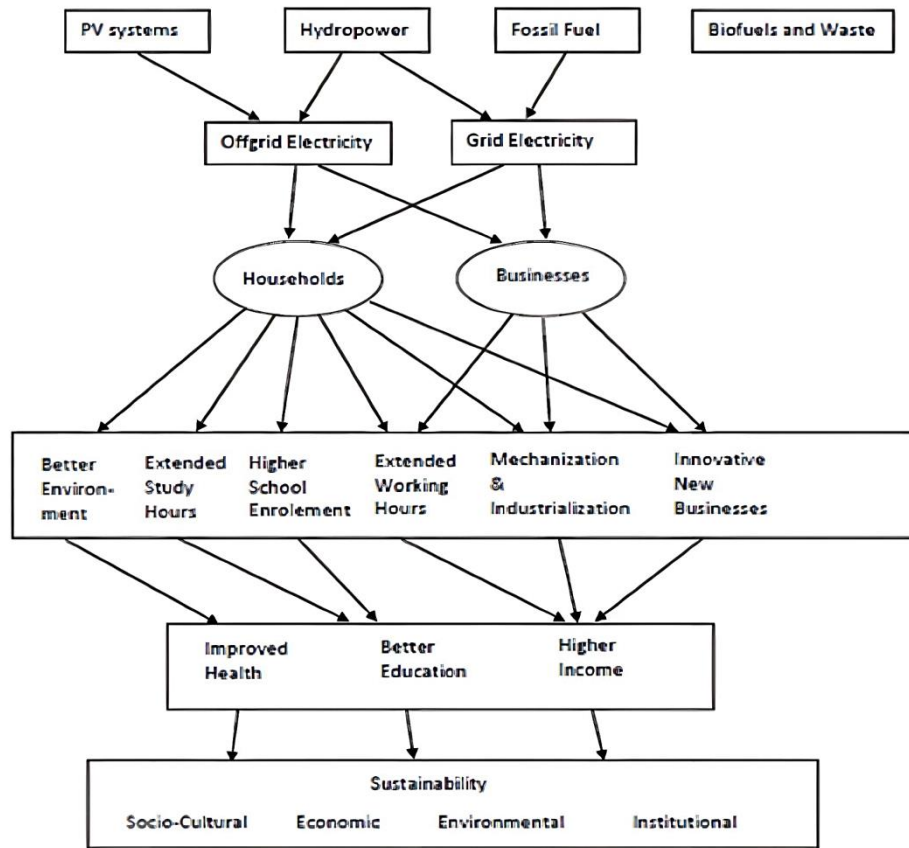 PV systems
Hydropower
Fossil Fuel
Biofuels and Waste
Offgrid Electricity
Grid Electricity
Households
Businesses
Better
Environ-
ment
Extended
Study
Hours
Higher
School
Enrolement
Extended
Working
Hours
Mechanization
&
Industrialization
Innovative
New
Businesses
Improved
Health
Better
Education
Higher
Income
Sustainability
Socio-Cultural
Economic
Environmental
Institutional